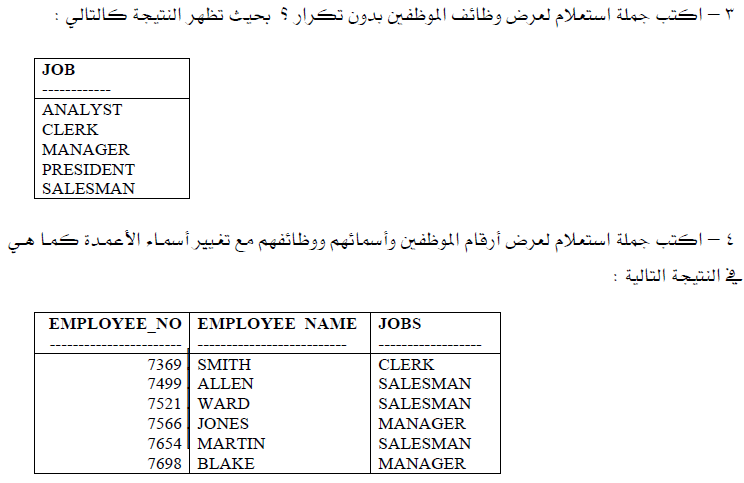 ٣ – اكتب جملة استعلام لعرض وظائف الموظفين بدون تكرار ؟ بحيث تظهر النتيجة كالتالي :
JOB
------------
ANALYST
CLERK
MANAGER
PRESIDENT
SALESMAN
٤ – اكتب جملة استعلام لعرض أرقام الموظفين وأسمائهم ووظائفهم مع تغيير أسماء الأعمدة كما هي
في النتيجة التالية :
EMPLOYEE_NO EMPLOYEE NAME JOBS
----------------------- -------------------------- ------------------
7369 SMITH CLERK
7499 ALLEN SALESMAN
7521 WARD SALESMAN
7566 JONES MANAGER
7654 MARTIN SALESMAN
7698 BLAKE MANAGER